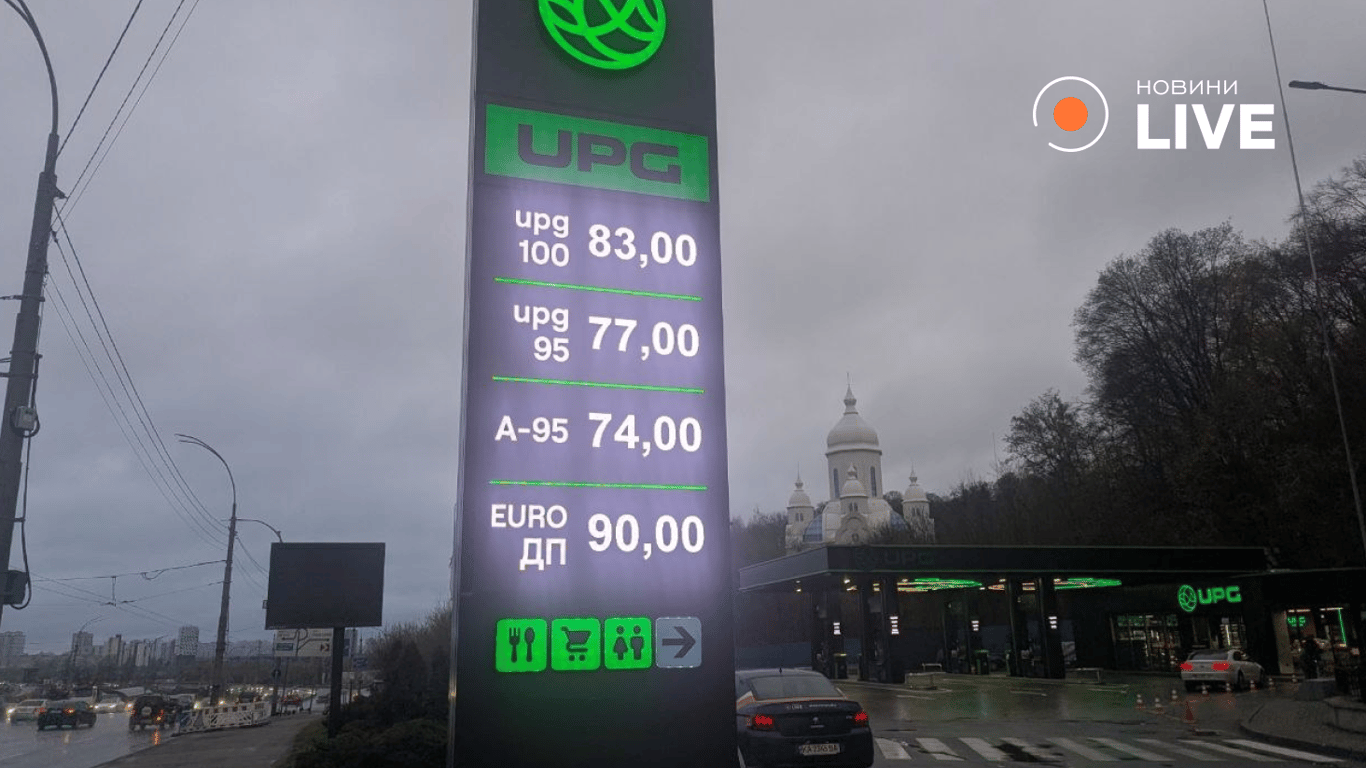 НОВИНИ
LIVE
UPG
upg
100
83,00
upg
95
77,00
A-95
74,00
EURO
ДП
90,00
UPG
UPG